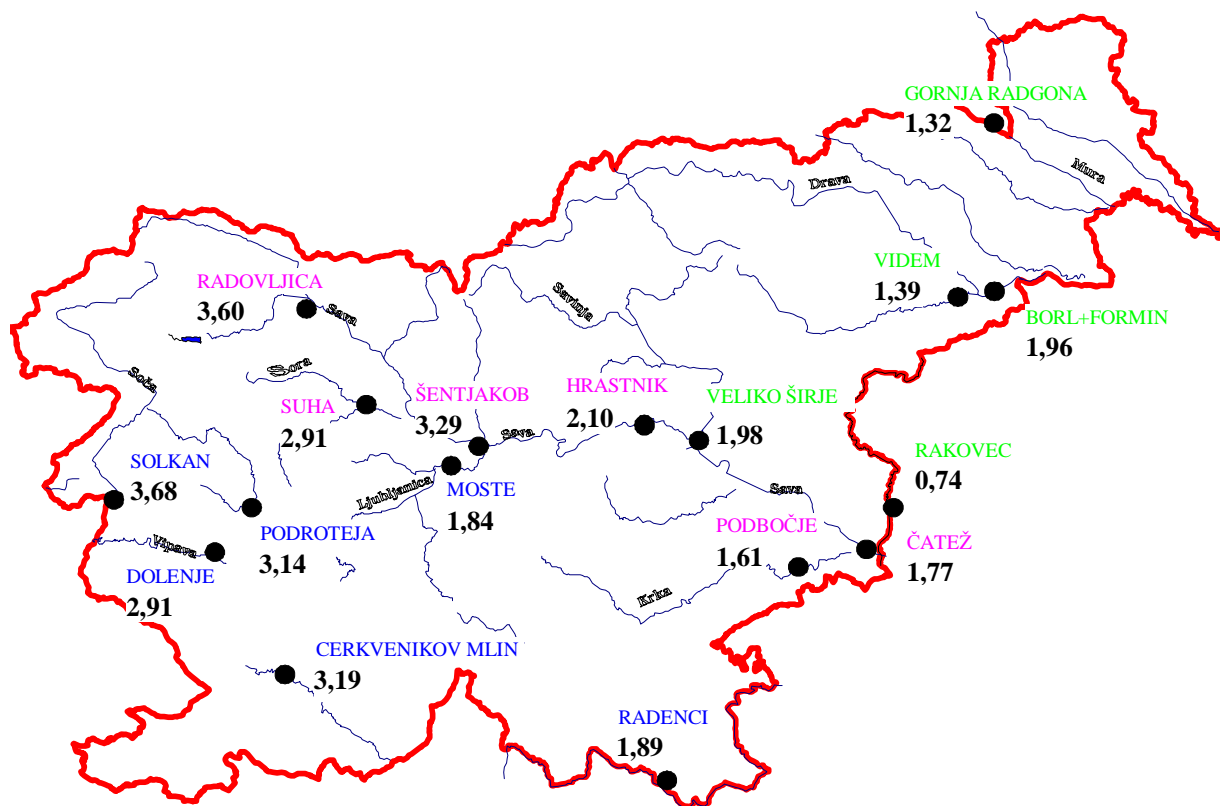 GORNJA RADGONA
1,32
Mura
Drava
VIDEM
1,39
BORL+FORMIN
1,96
RADOVLJICA
3,60
Sava
Savinja
Soča
Sora
SUHA
2,91
ŠENTJAKOB
3,29
Sava
HRASTNIK
2,10
VELIKO ŠIRJE
1,98
SOLKAN
3,68
Ljubljanica
MOSTE
1,84
Sava
RAKOVEC
0,74
PODROTEJA
3,14
Vipava
DOLENJE
2,91
PODBOČJE
1,61
ČATEŽ
1,77
Krka
CERKVENIKOV MLIN
3,19
RADENCI
1,89